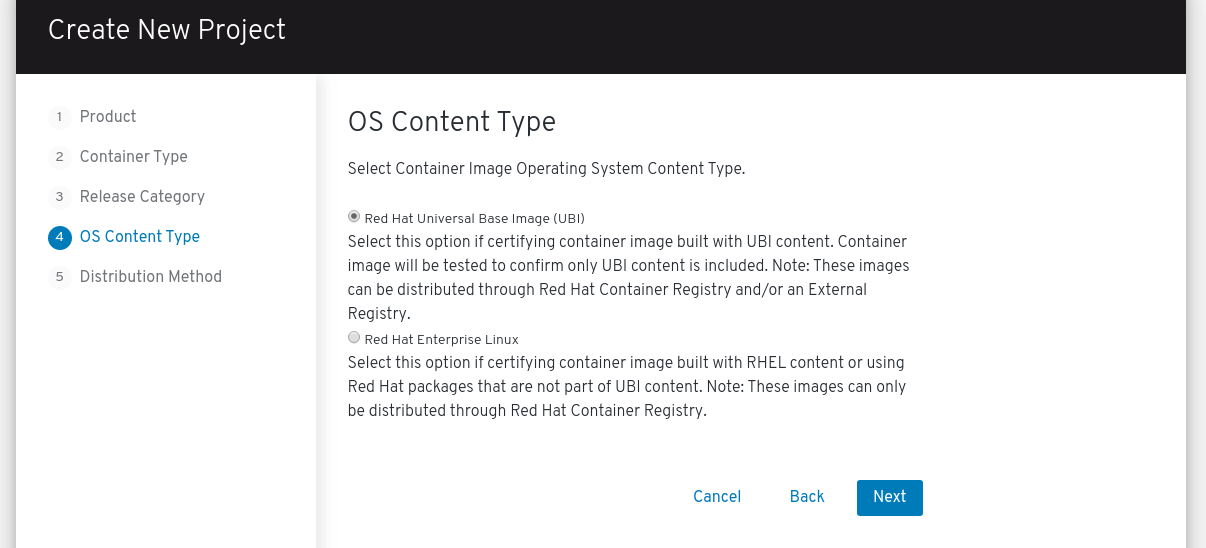 Create New Project
1 Product
2 Container Type
3 Release Category
4 OS Content Type
5 Distribution Method
OS Content Type
Select Container Image Operating System Content Type.
Red Hat Universal Base Image (UBI)
Select this option if certifying container image built with UBI content. Container
image will be tested to confirm only UBI content is included. Note: These images
can be distributed through Red Hat Container Registry and/or an External
Registry.
Red Hat Enterprise Linux
Select this option if certifying container image built with RHEL content or using
Red Hat packages that are not part of UBI content. Note: These images can only
be distributed through Red Hat Container Registry.
Cancel Back Next